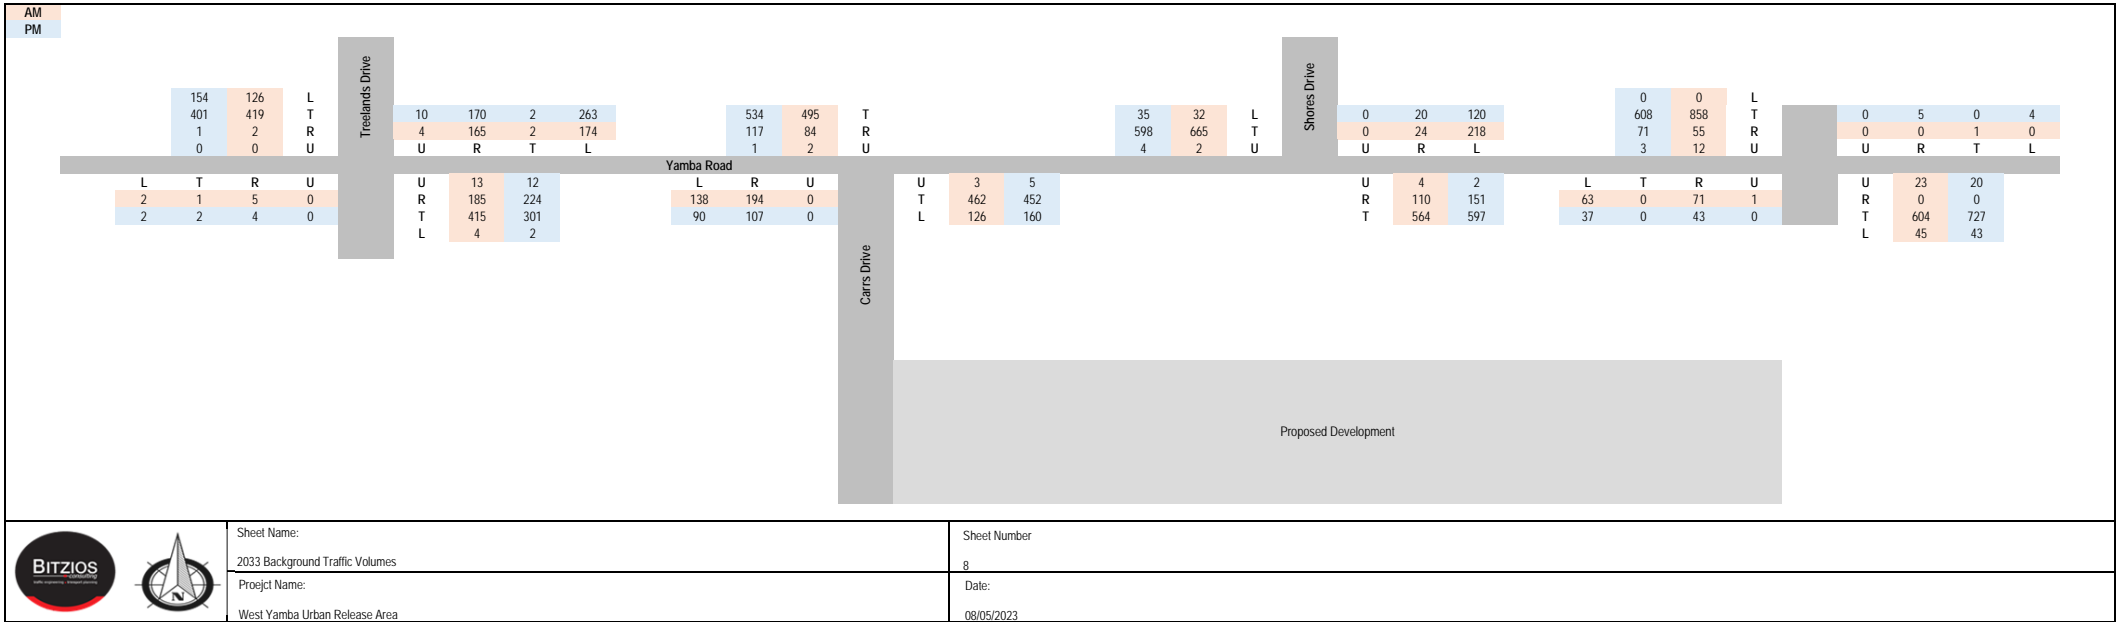 AM
PM
Treelands Drive
Shores Drive
154 126 L
401 419 T
1 2 R
0 0 U
10 170 2 263
4 165 2 174
U R T L
534 495 T
117 84 R
1 2 U
35 32 L
598 665 T
4 2 U
0 20 120
0 24 218
U R L
0 0 L
608 858 T
71 55 R
3 12 U
0 5 0 4
0 0 1 0
U R T L
Yamba Road
L T R U
2 1 5 0
2 2 4 0
U 13 12
R 185 224
T 415 301
L 4 2
L R U
138 194 0
90 107 0
U 3 5
T 462 452
L 126 160
U 4 2
R 110 151
T 564 597
L T R U
63 0 71 1
37 0 43 0
U 23 20
R 0 0
T 604 727
L 45 43
Carrs Drive
Proposed Development
BITZIOS
consulting
N
Sheet Name:
2033 Background Traffic Volumes
Proejct Name:
West Yamba Urban Release Area
Sheet Number
8
Date:
08/05/2023